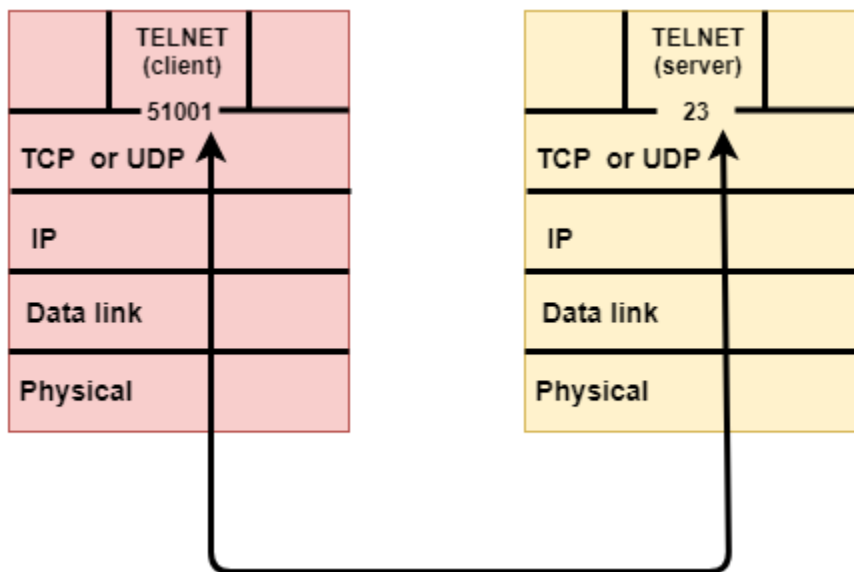 TELNET
(client)
51001
TCP or UDP
IP
Data link
Physical
TELNET
(server)
23
TCP or UDP
IP
Data link
Physical